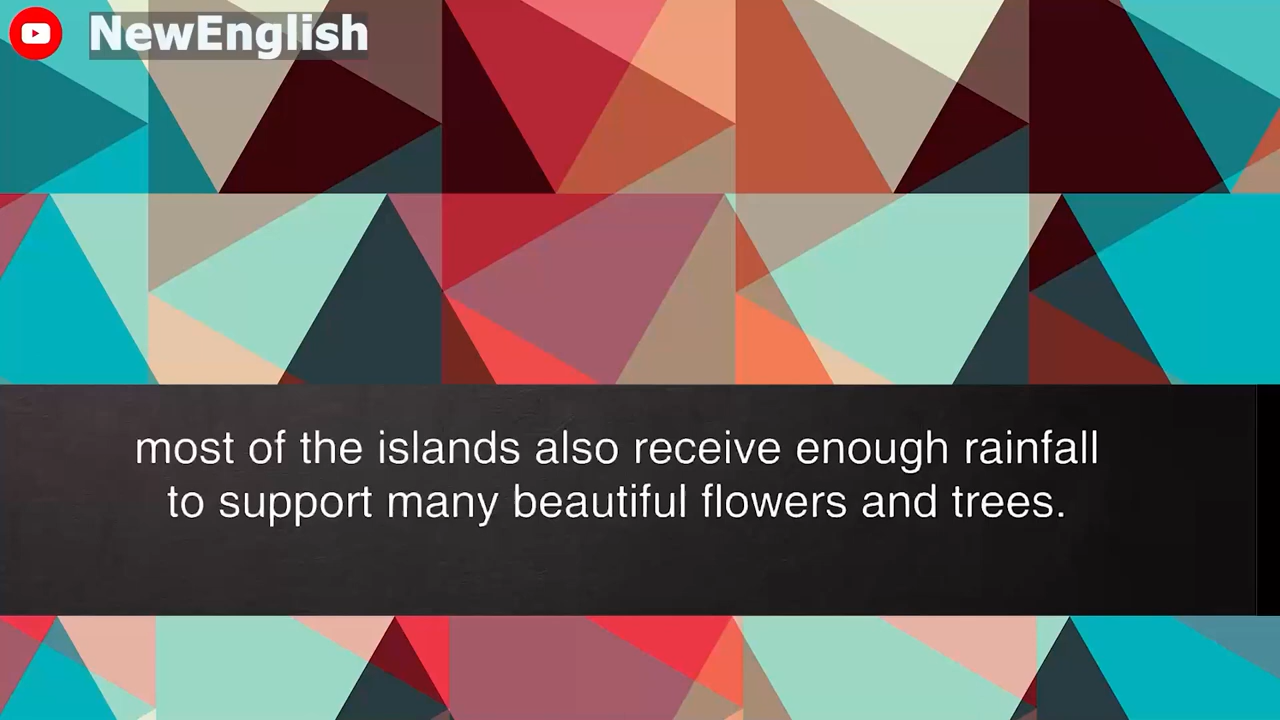 NewEnglish
most of the islands also receive enough rainfall
to support many beautiful flowers and trees.